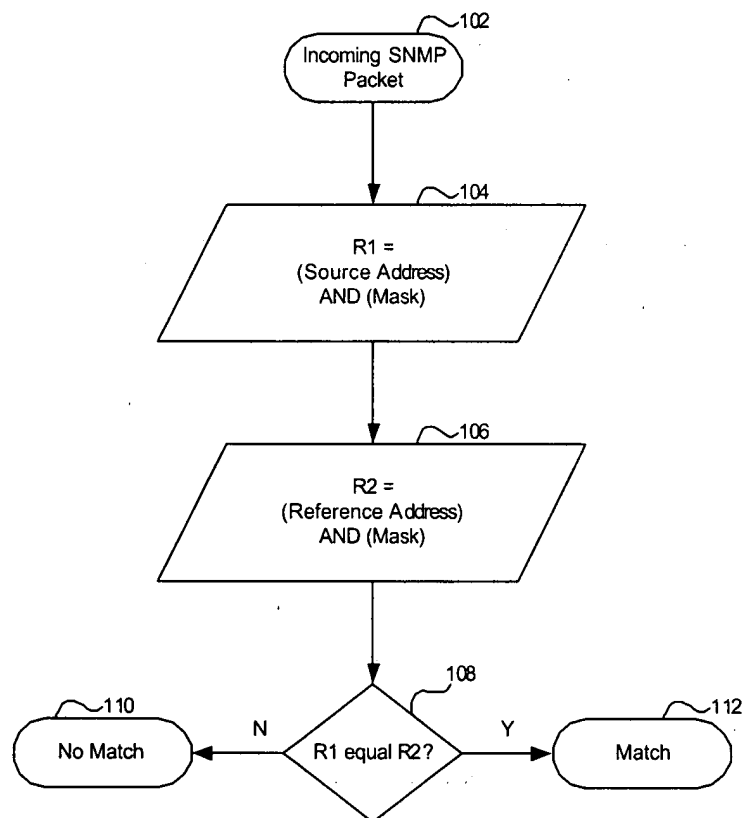 102
Incoming SNMP
Packet
104
R1 =
(Source Address)
AND (Mask)
106
R2 =
(Reference Address)
AND (Mask)
108
110
112
No Match
N
R1 equal R2?
Y
Match